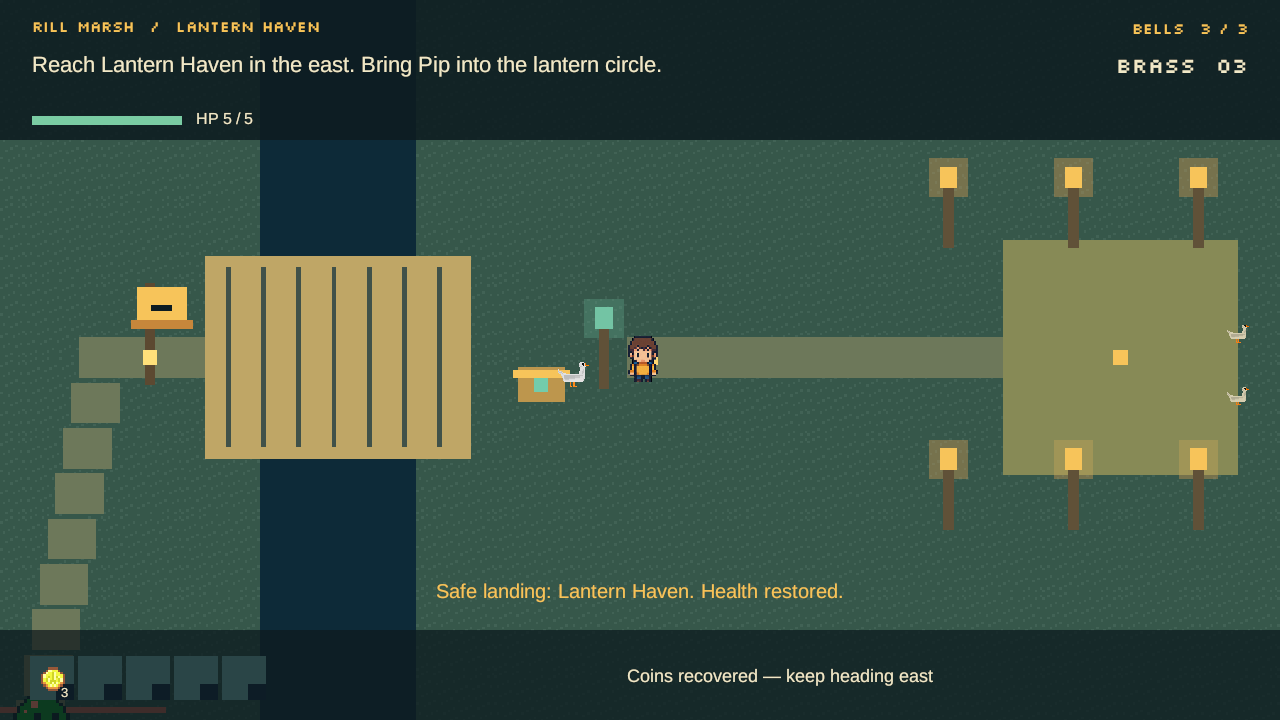 RILL MARSH / LANTERN HAVEN
BELLS 3 / 3
Reach Lantern Haven in the east. Bring Pip into the lantern circle.
BRASS 03
HP 5 / 5
Safe landing: Lantern Haven. Health restored.
Coins recovered — keep heading east
3